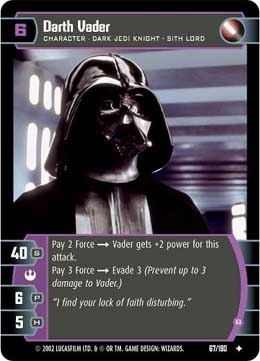 6
Darth Vader
CHARACTER - DARK JEDI KNIGHT - SITH LORD
40 S
6 P
5 H
Pay 2 Force → Vader gets +2 power for this
attack.
Pay 3 Force → Evade 3 (Prevent up to 3
damage to Vader.)
"I find your lack of faith disturbing."
© 2002 LUCASFILM LTD. & ® OR TM. GAME DESIGN: WIZARDS.
67/180